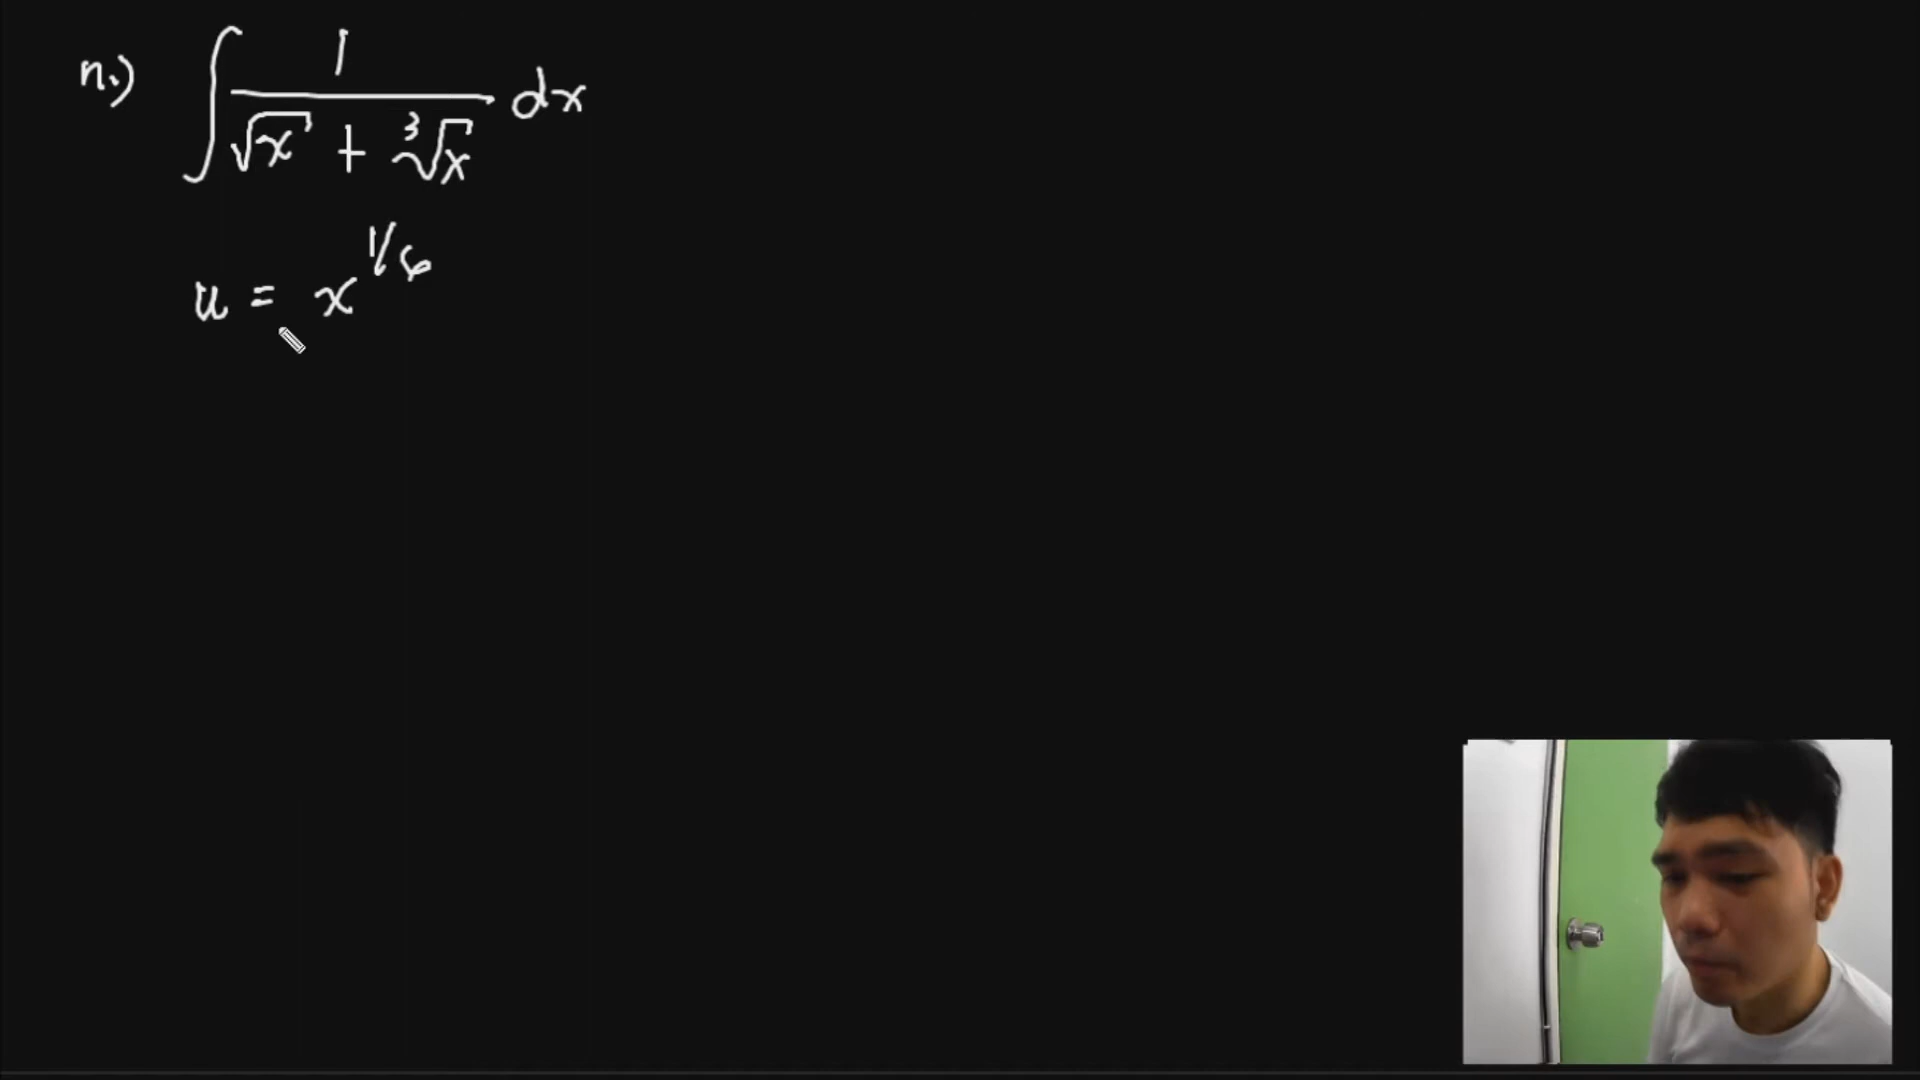 n.) ∫ 1/(√x + ∛x) dx
u = x^{1/6}